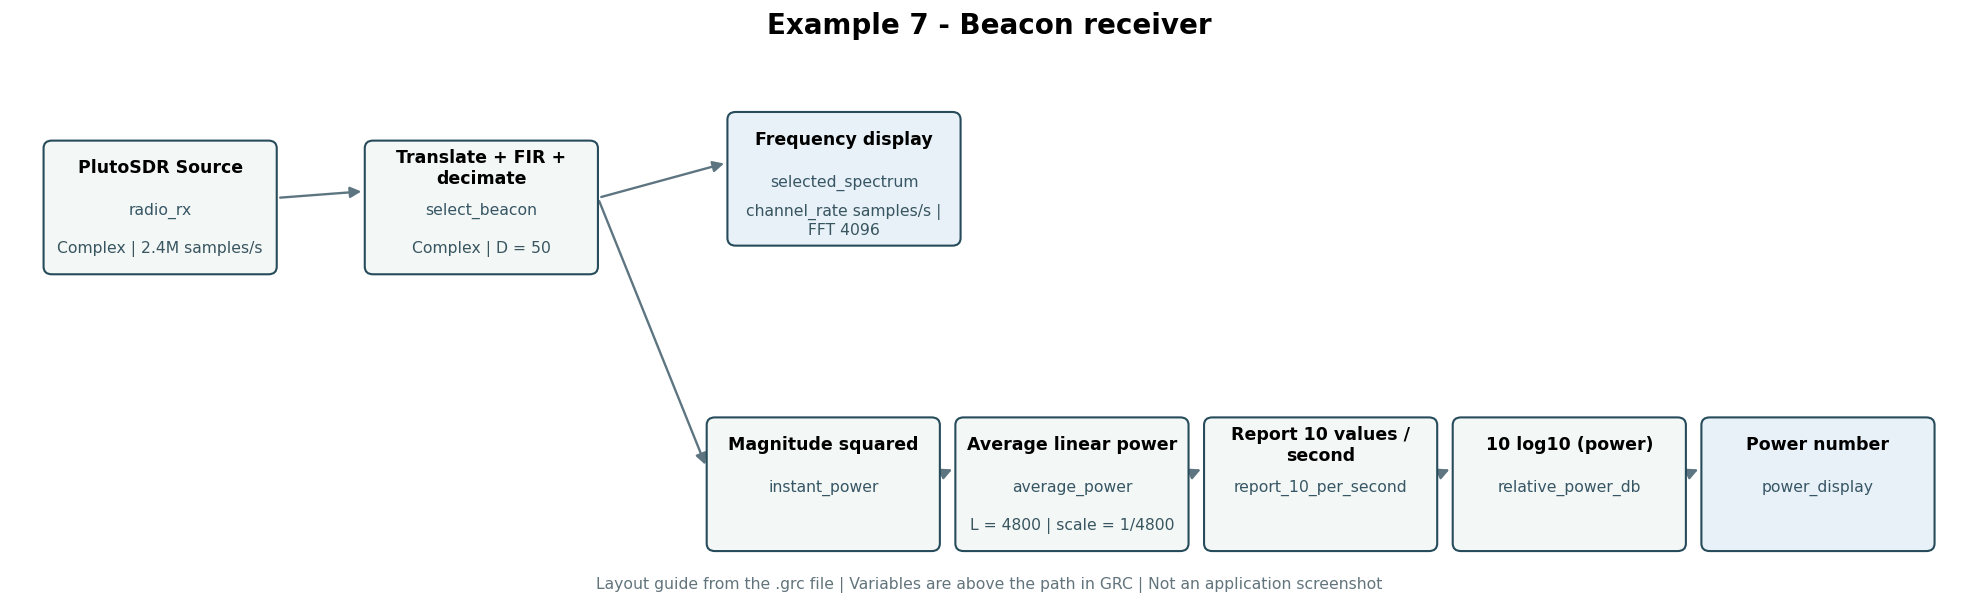 Example 7 - Beacon receiver
PlutoSDR Source
radio_rx
Complex | 2.4M samples/s
Translate + FIR +
decimate
select_beacon
Complex | D = 50
Frequency display
selected_spectrum
channel_rate samples/s |
FFT 4096
Magnitude squared
instant_power
Average linear power
average_power
L = 4800 | scale = 1/4800
Report 10 values /
second
report_10_per_second
10 log10 (power)
relative_power_db
Power number
power_display
Layout guide from the .grc file | Variables are above the path in GRC | Not an application screenshot